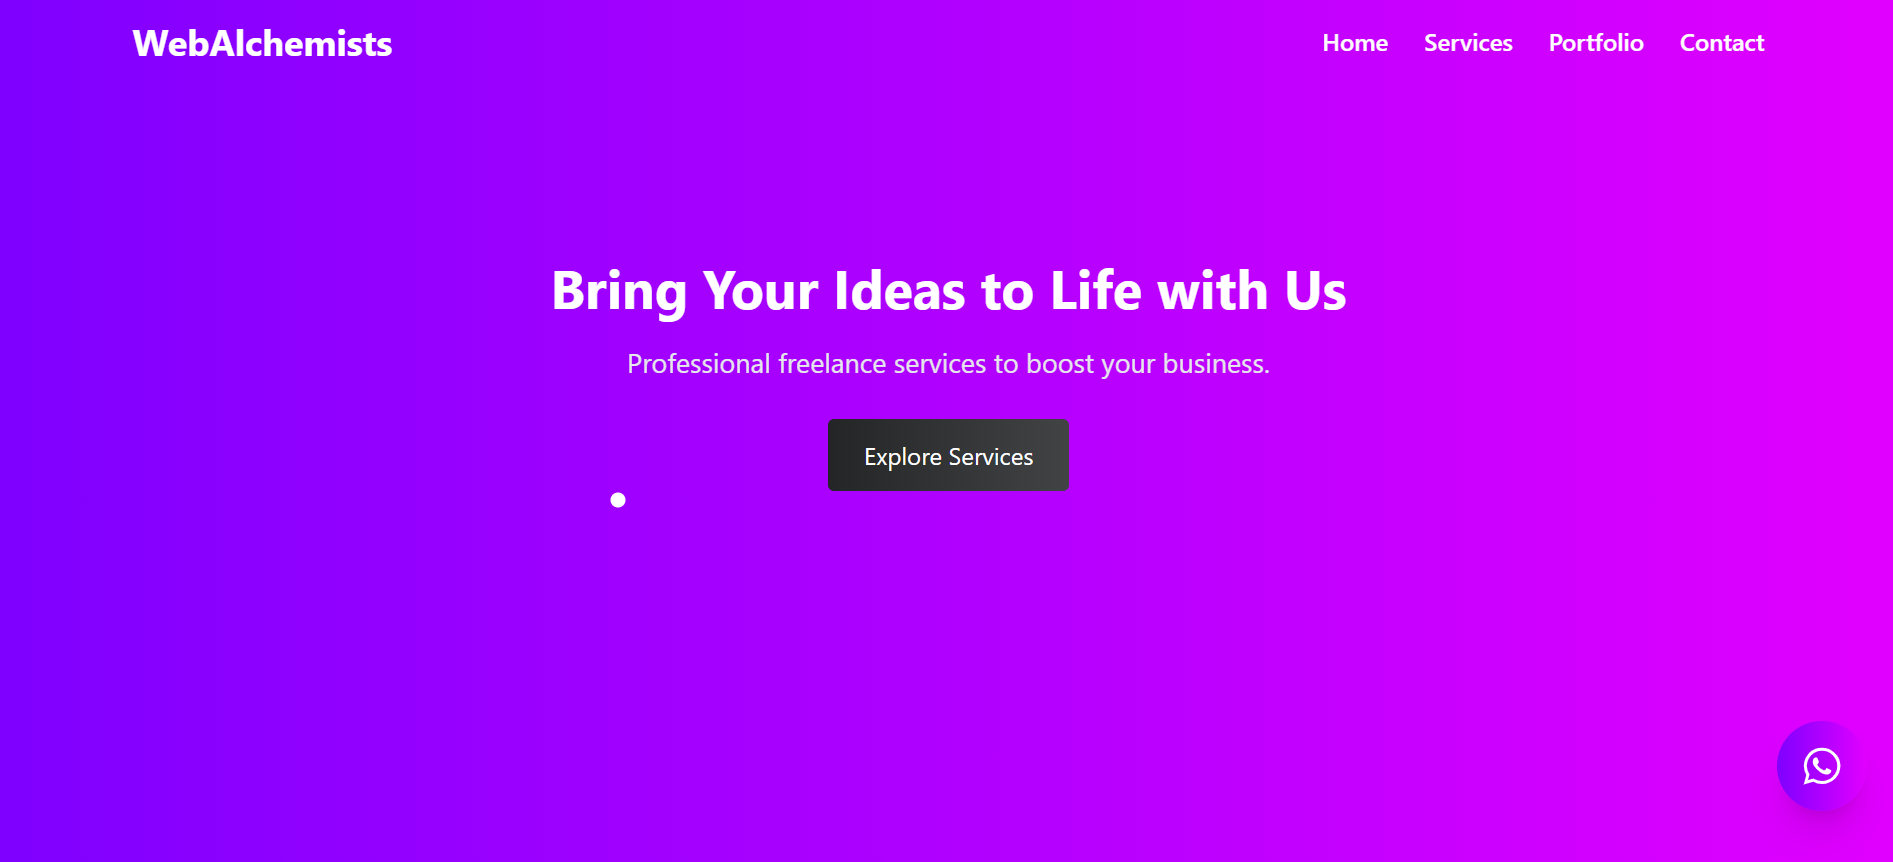 WebAlchemists
Home Services Portfolio Contact
Bring Your Ideas to Life with Us
Professional freelance services to boost your business.
Explore Services